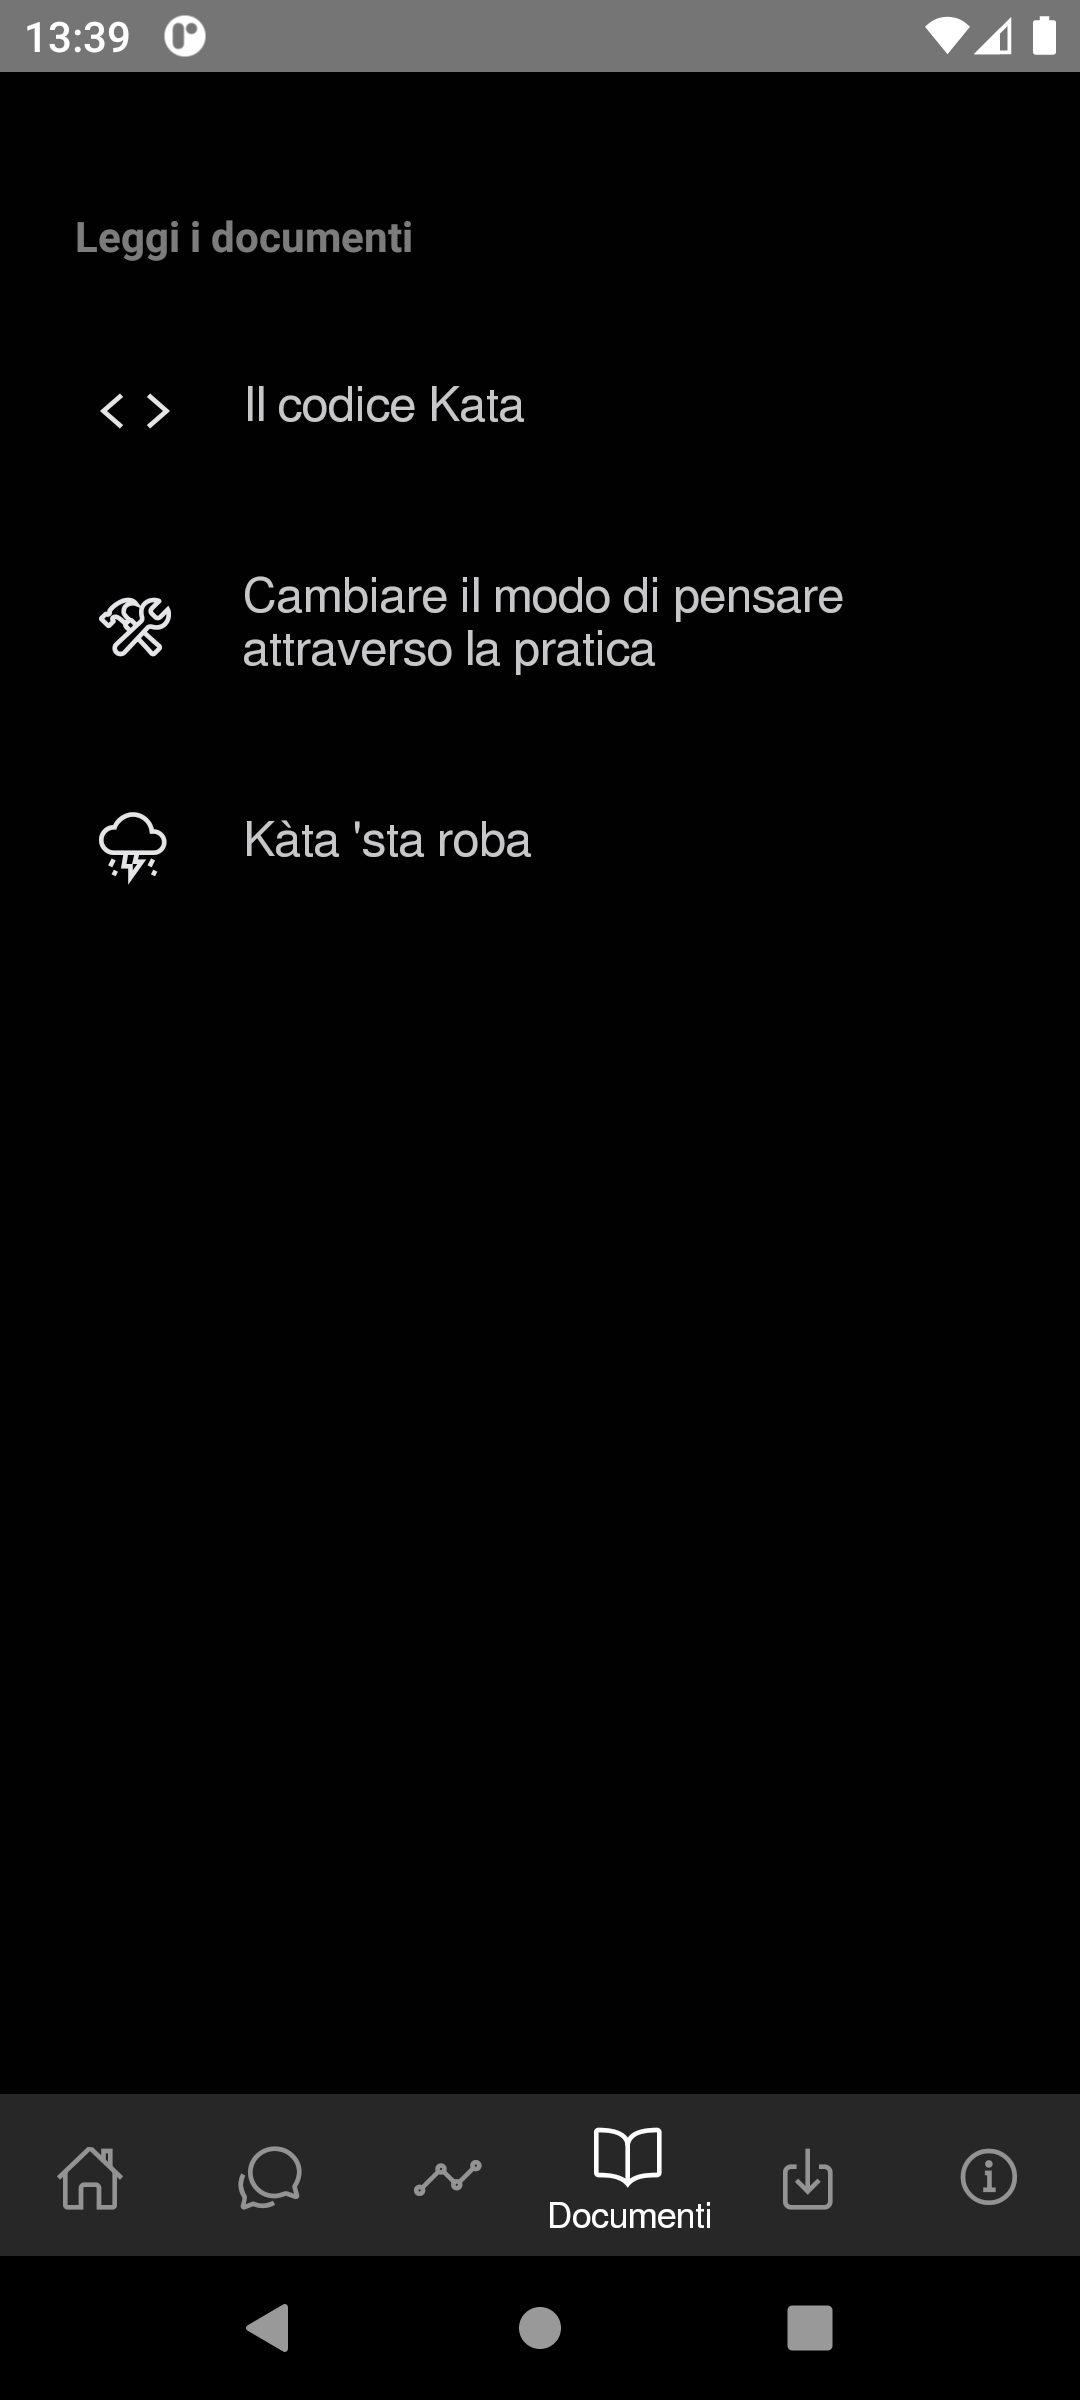 13:39
Leggi i documenti
Il codice Kata
Cambiare il modo di pensare
attraverso la pratica
Kàta 'sta roba
Documenti